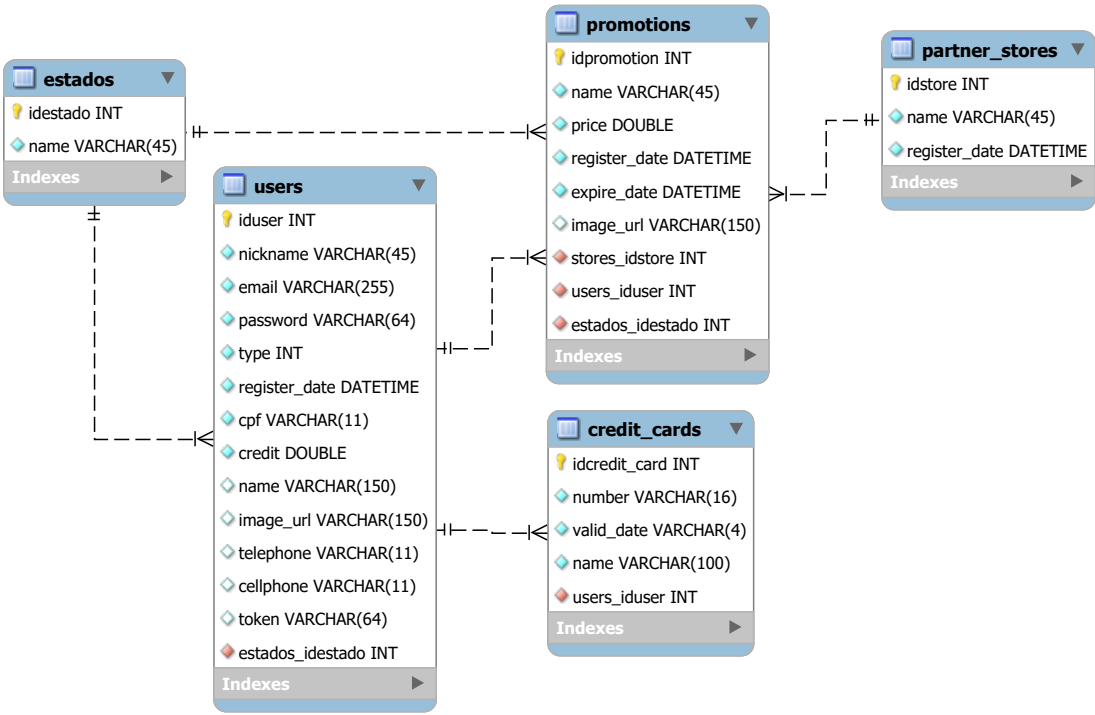 estados
idestado INT
name VARCHAR(45)
Indexes
users
iduser INT
nickname VARCHAR(45)
email VARCHAR(255)
password VARCHAR(64)
type INT
register_date DATETIME
cpf VARCHAR(11)
credit DOUBLE
name VARCHAR(150)
image_url VARCHAR(150)
telephone VARCHAR(11)
cellphone VARCHAR(11)
token VARCHAR(64)
estados_idestado INT
Indexes
promotions
idpromotion INT
name VARCHAR(45)
price DOUBLE
register_date DATETIME
expire_date DATETIME
image_url VARCHAR(150)
stores_idstore INT
users_iduser INT
estados_idestado INT
Indexes
credit_cards
idcredit_card INT
number VARCHAR(16)
valid_date VARCHAR(4)
name VARCHAR(100)
users_iduser INT
Indexes
partner_stores
idstore INT
name VARCHAR(45)
register_date DATETIME
Indexes